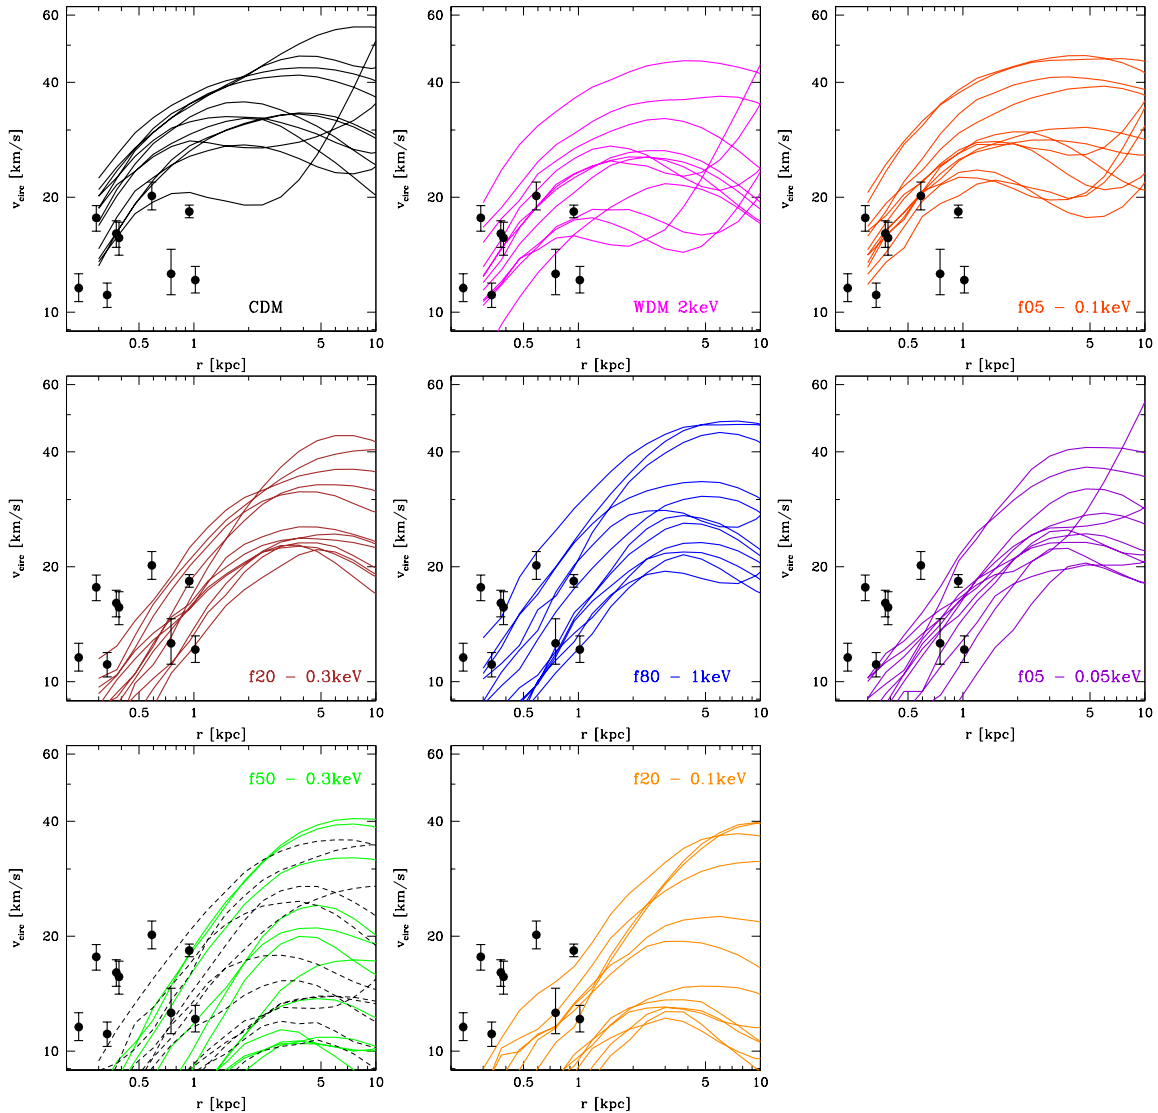 60
40
20
10
v_circ [km/s]
CDM
0.5 1 5 10
r [kpc]
60
40
20
10
v_circ [km/s]
WDM 2keV
0.5 1 5 10
r [kpc]
60
40
20
10
v_circ [km/s]
f05 - 0.1keV
0.5 1 5 10
r [kpc]
60
40
20
10
v_circ [km/s]
f20 - 0.3keV
0.5 1 5 10
r [kpc]
60
40
20
10
v_circ [km/s]
f80 - 1keV
0.5 1 5 10
r [kpc]
60
40
20
10
v_circ [km/s]
f05 - 0.05keV
0.5 1 5 10
r [kpc]
60
40
20
10
v_circ [km/s]
f50 - 0.3keV
0.5 1 5 10
r [kpc]
60
40
20
10
v_circ [km/s]
f20 - 0.1keV
0.5 1 5 10
r [kpc]